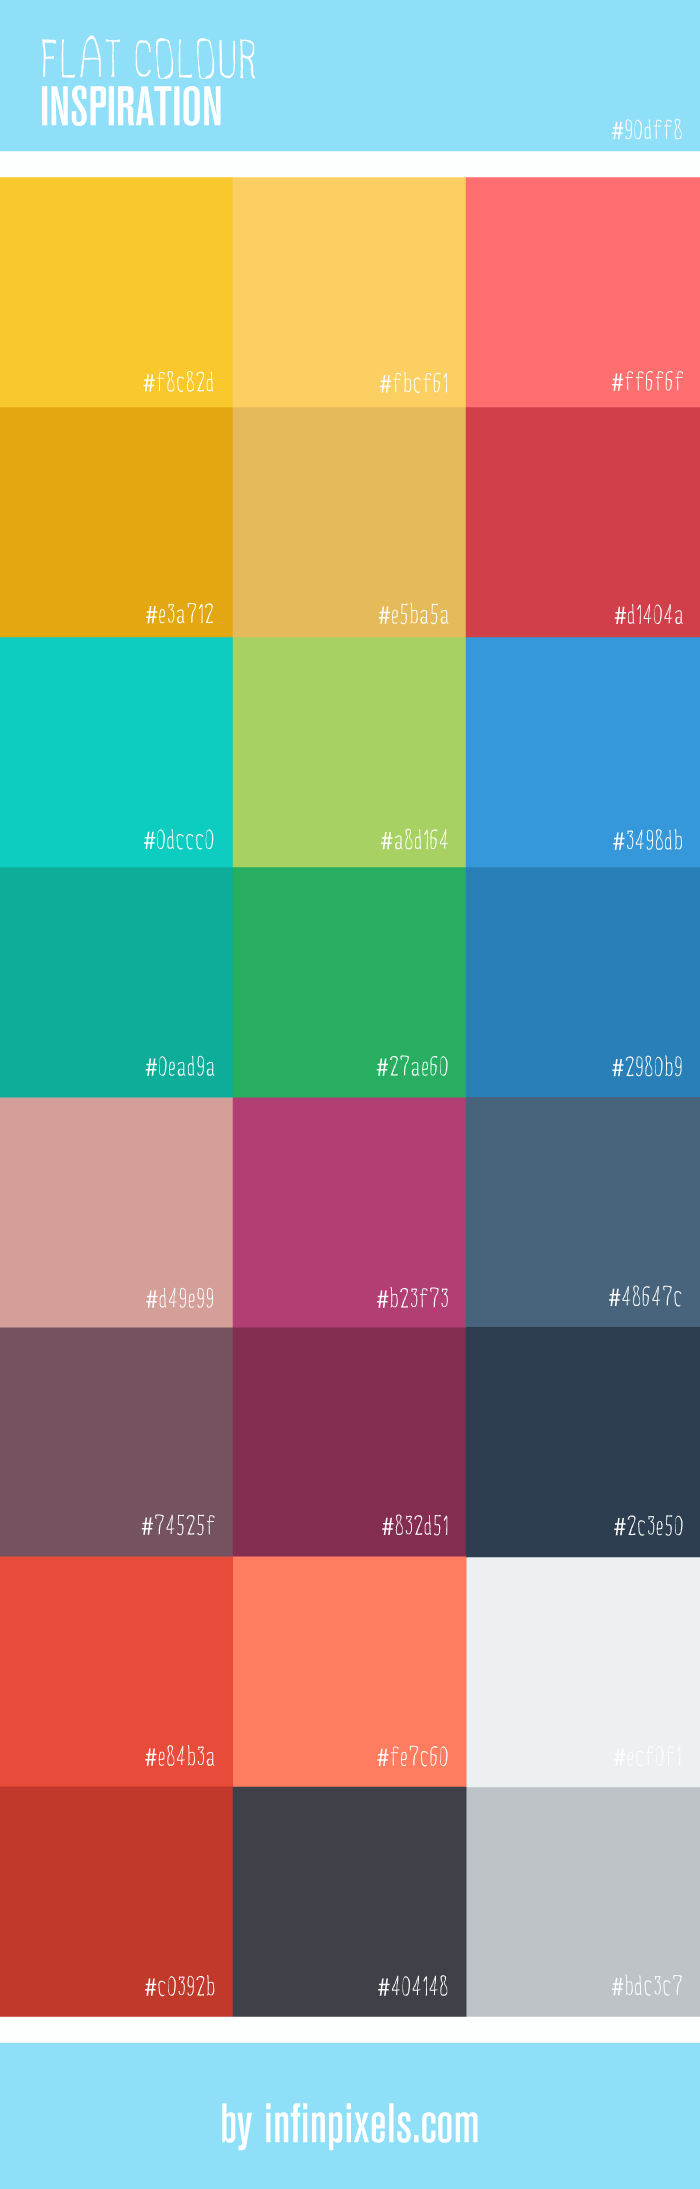 FLAT COLOUR
INSPIRATION
#90dff8
#f8c82d
#fbcf61
#ff6f6f
#e3a712
#e5ba5a
#d1404a
#0dccc0
#a8d164
#3498db
#0ead9a
#27ae60
#2980b9
#d49e99
#b23f73
#48647c
#74525f
#832d51
#2c3e50
#e84b3a
#fe7c60
#ecf0f1
#c0392b
#404148
#bdc3c7
by infinpixels.com